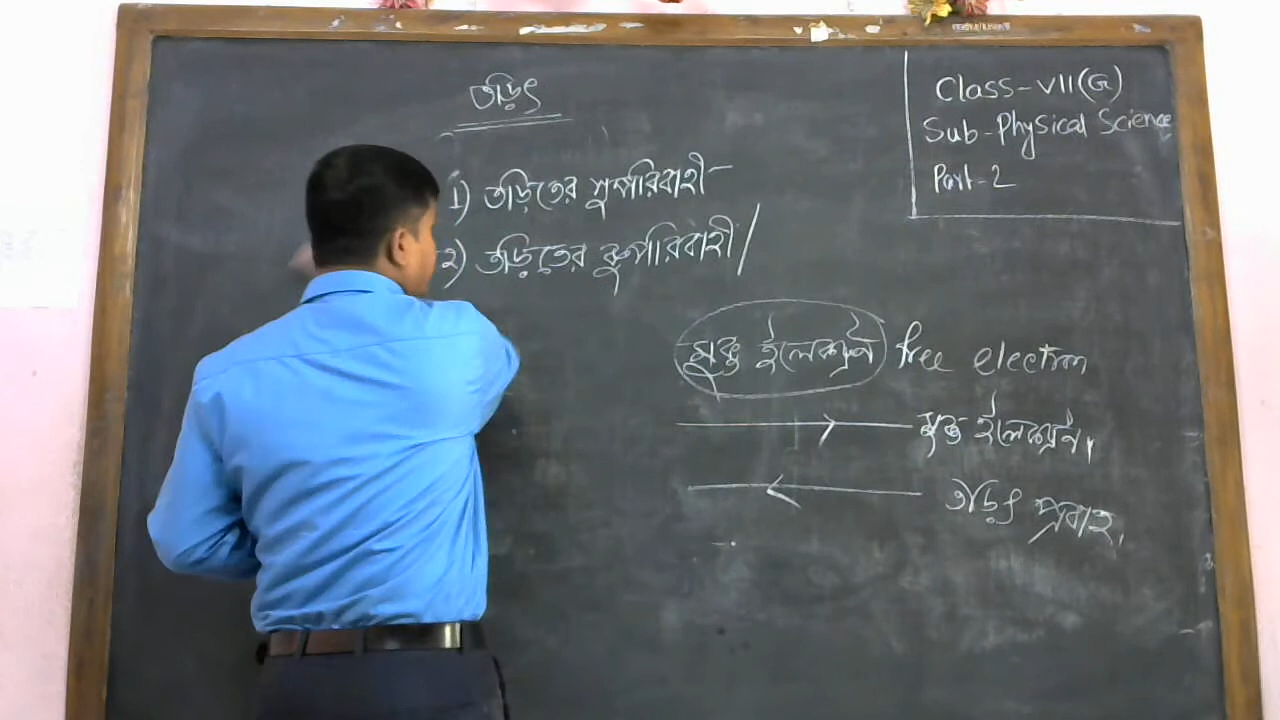 তড়িৎ
1) তড়িতের সুপরিবাহী
২) তড়িতের কুপরিবাহী
Class-VII(G)
Sub-Physical Science
Part-2
মুক্ত ইলেকট্রন free electron
মুক্ত ইলেকট্রন।
তড়িৎ প্রবাহ।